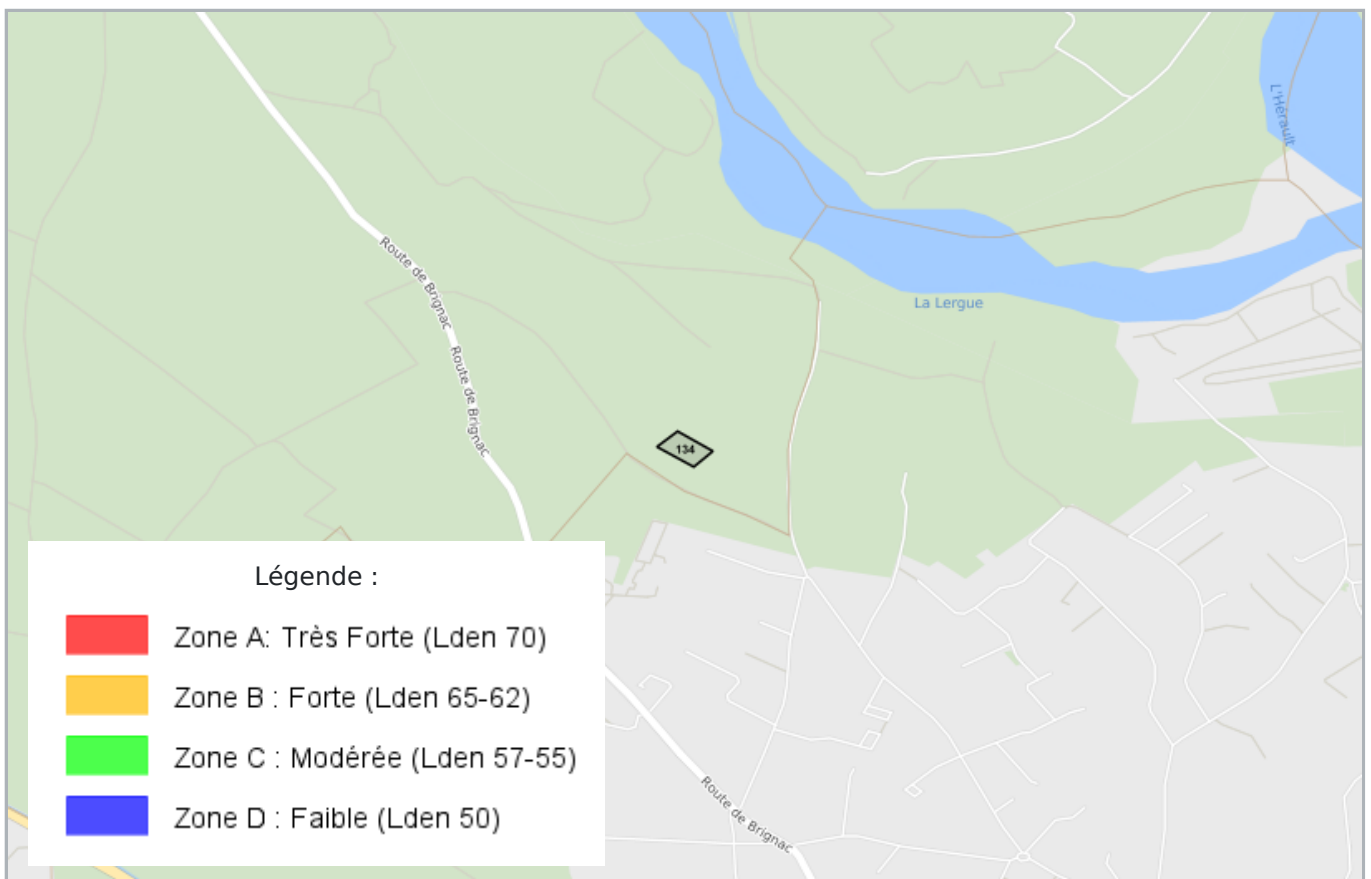 L'Hérault
Route de Brignac
La Lergue
Route de Brignac
134
Légende :
Zone A: Très Forte (Lden 70)
Zone B : Forte (Lden 65-62)
Zone C : Modérée (Lden 57-55)
Zone D : Faible (Lden 50)
Route de Brignac